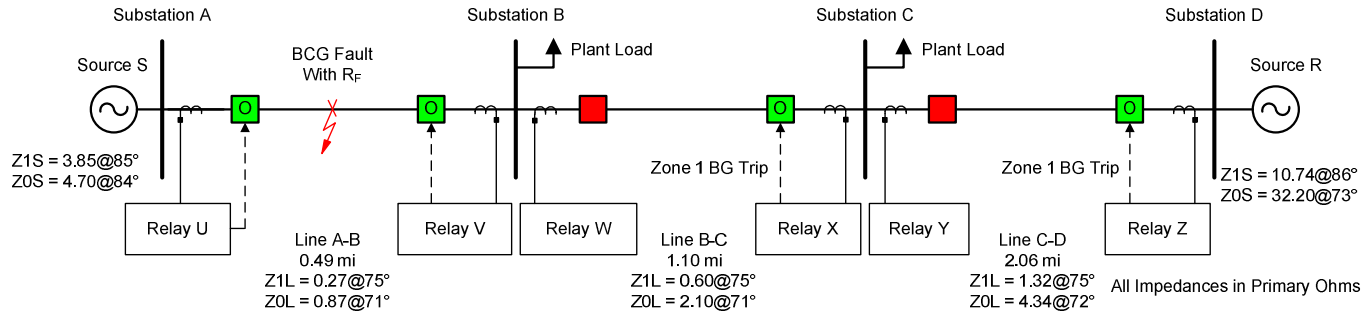 Substation A
Substation B
Substation C
Substation D
Source S
BCG Fault
With RF
Plant Load
Plant Load
Source R
O
O
O
O
Z1S = 3.85@85°
Z0S = 4.70@84°
Zone 1 BG Trip
Zone 1 BG Trip
Z1S = 10.74@86°
Z0S = 32.20@73°
Relay U
Relay V
Relay W
Relay X
Relay Y
Relay Z
Line A-B
0.49 mi
Z1L = 0.27@75°
Z0L = 0.87@71°
Line B-C
1.10 mi
Z1L = 0.60@75°
Z0L = 2.10@71°
Line C-D
2.06 mi
Z1L = 1.32@75°
Z0L = 4.34@72°
All Impedances in Primary Ohms